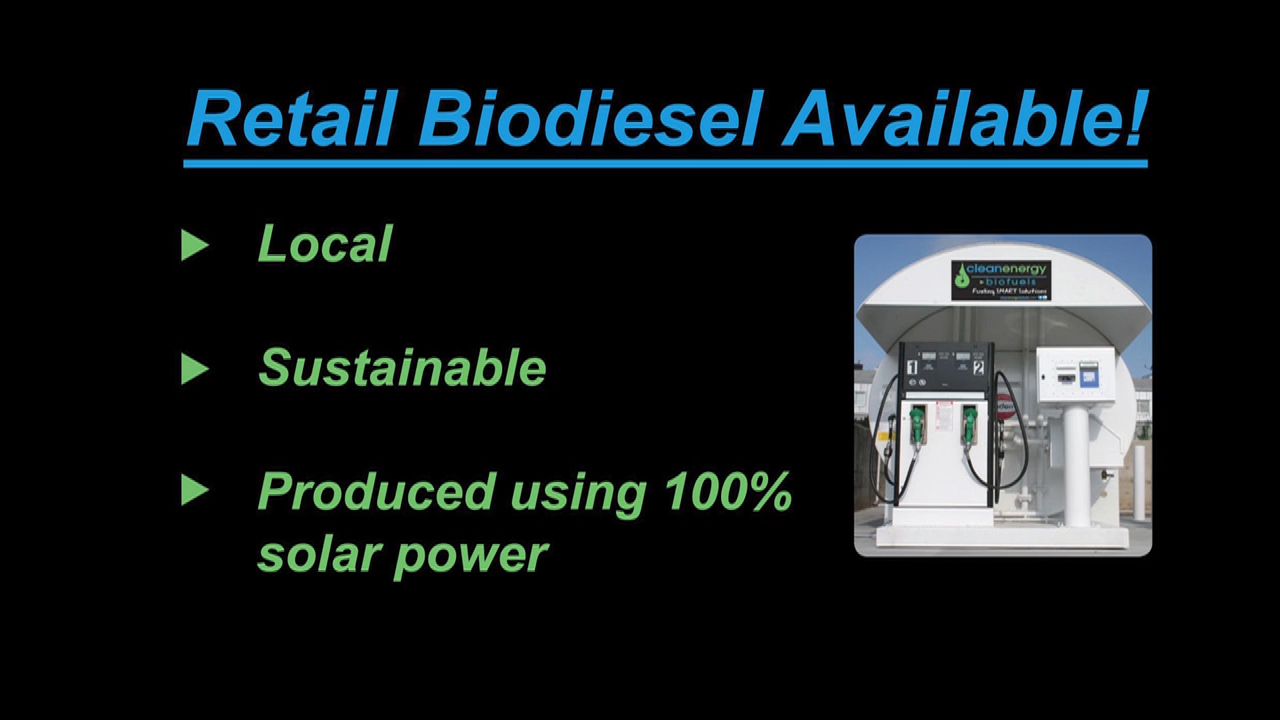 Retail Biodiesel Available!
Local
Sustainable
Produced using 100%
solar power
cleanenergy
biofuels
Fueling SMART Solutions
1
2